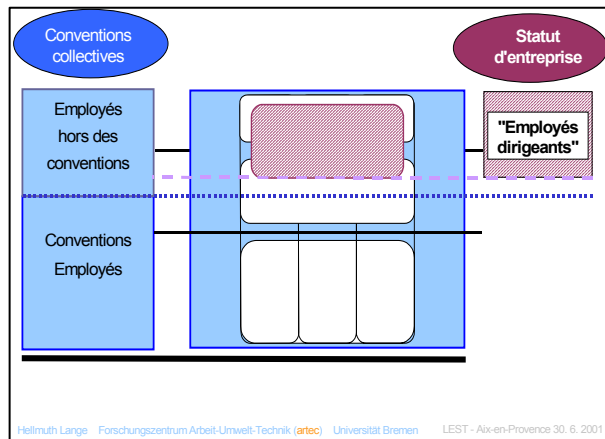 Conventions
collectives
Statut
d'entreprise
Employés
hors des
conventions
"Employés
dirigeants"
Conventions
Employés
Hellmuth Lange Forschungszentrum Arbeit-Umwelt-Technik (artec) Universität Bremen LEST - Aix-en-Provence 30. 6. 2001